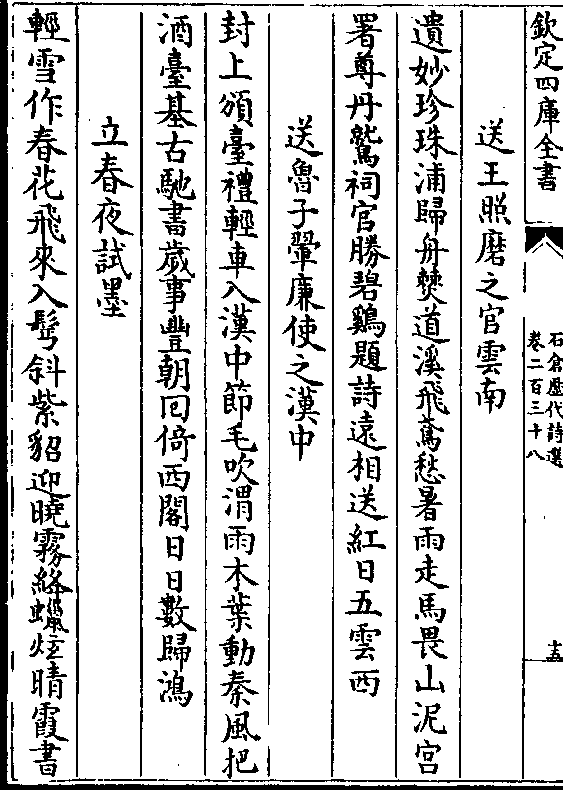 欽定四庫全書
石倉歷代詩選
卷二百三十八
十五
送王照磨之官雲南
遺妙珍珠浦歸舟僰道溪飛鳶愁暑雨走馬畏山泥宫
署尊丹鷲祠官勝碧鷄題詩遠相送紅日五雲西
送魯子翬廉使之漢中
封上頒臺禮輕車入漢中節毛吹渭雨木葉動秦風把
酒臺基古馳書歲事豐朝回倚西閣日日數歸鴻
立春夜試墨
輕雪作春花飛來入髩斜紫貂迎曉霧絳蠟炫晴霞書